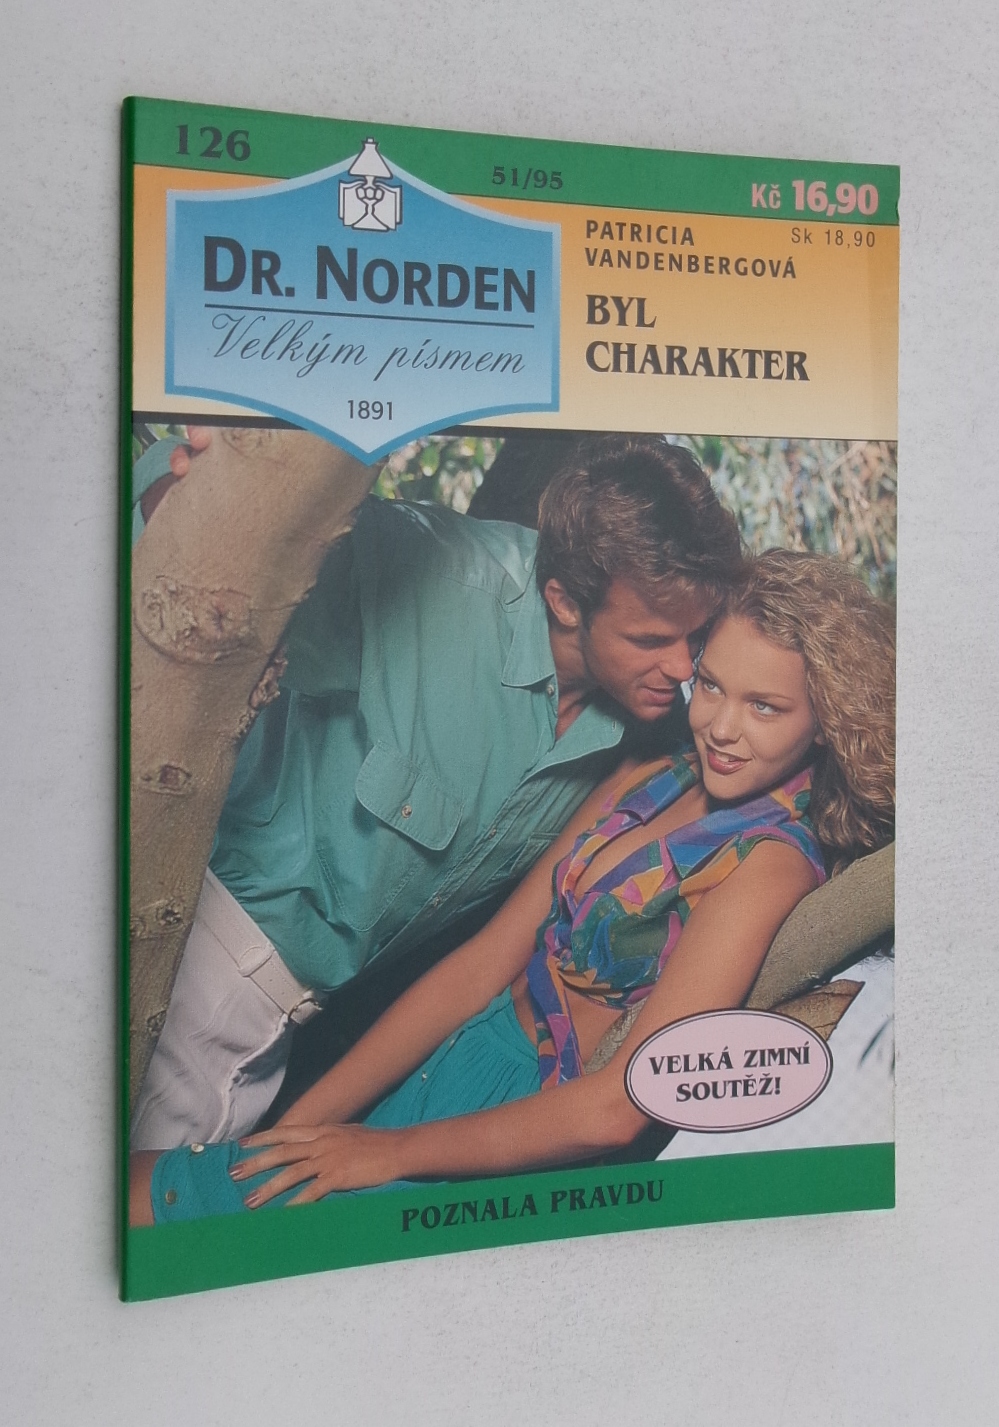 126
51/95
Kč 16,90
Sk 18,90
DR. NORDEN
Velkým písmem
1891
PATRICIA
VANDENBERGOVÁ
BYL
CHARAKTER
VELKÁ ZIMNÍ
SOUTĚŽ!
POZNALA PRAVDU